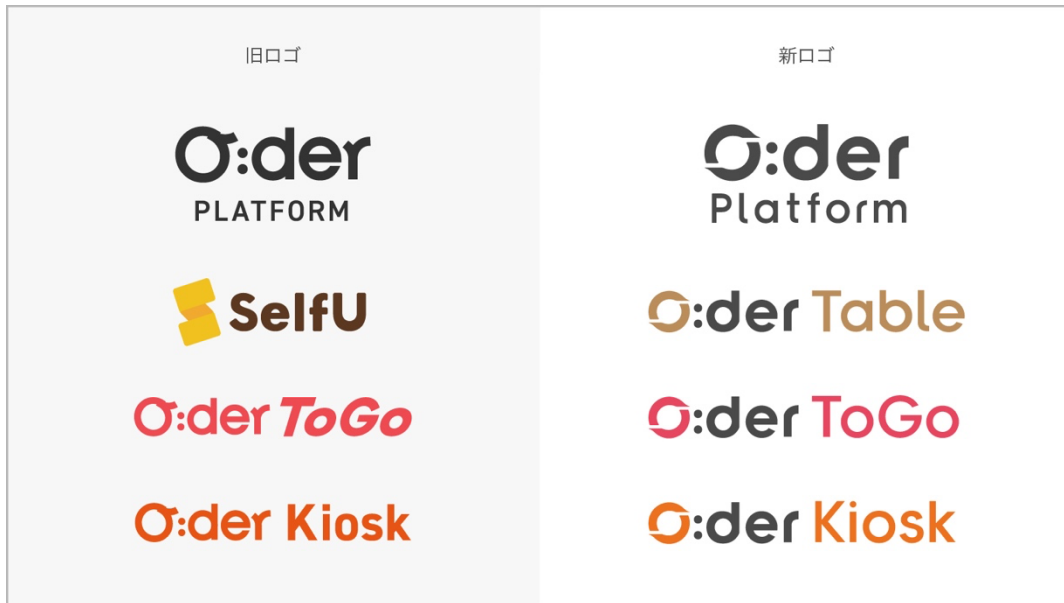 旧ロゴ
O:der
PLATFORM
SelfU
O:der ToGo
O:der Kiosk
新ロゴ
O:der
Platform
O:der Table
O:der ToGo
O:der Kiosk